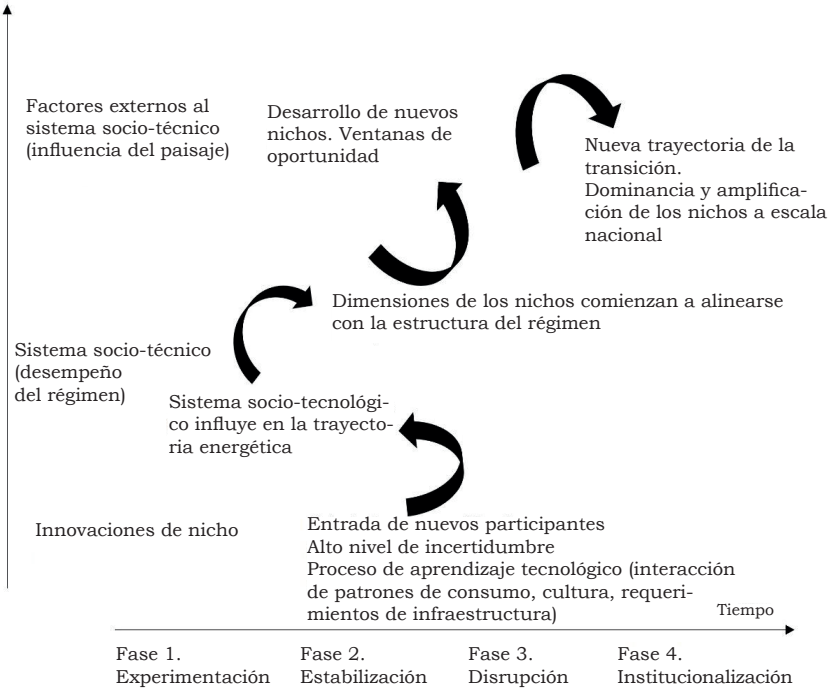 Factores externos al
sistema socio-técnico
(influencia del paisaje)
Desarrollo de nuevos
nichos. Ventanas de
oportunidad
Nueva trayectoria de la
transición.
Dominancia y amplifica-
ción de los nichos a escala
nacional
Dimensiones de los nichos comienzan a alinearse
con la estructura del régimen
Sistema socio-técnico
(desempeño
del régimen)
Sistema socio-tecnológi-
co influye en la trayecto-
ria energética
Innovaciones de nicho
Entrada de nuevos participantes
Alto nivel de incertidumbre
Proceso de aprendizaje tecnológico (interacción
de patrones de consumo, cultura, requeri-
mientos de infraestructura)
Tiempo
Fase 1.
Experimentación
Fase 2.
Estabilización
Fase 3.
Disrupción
Fase 4.
Institucionalización